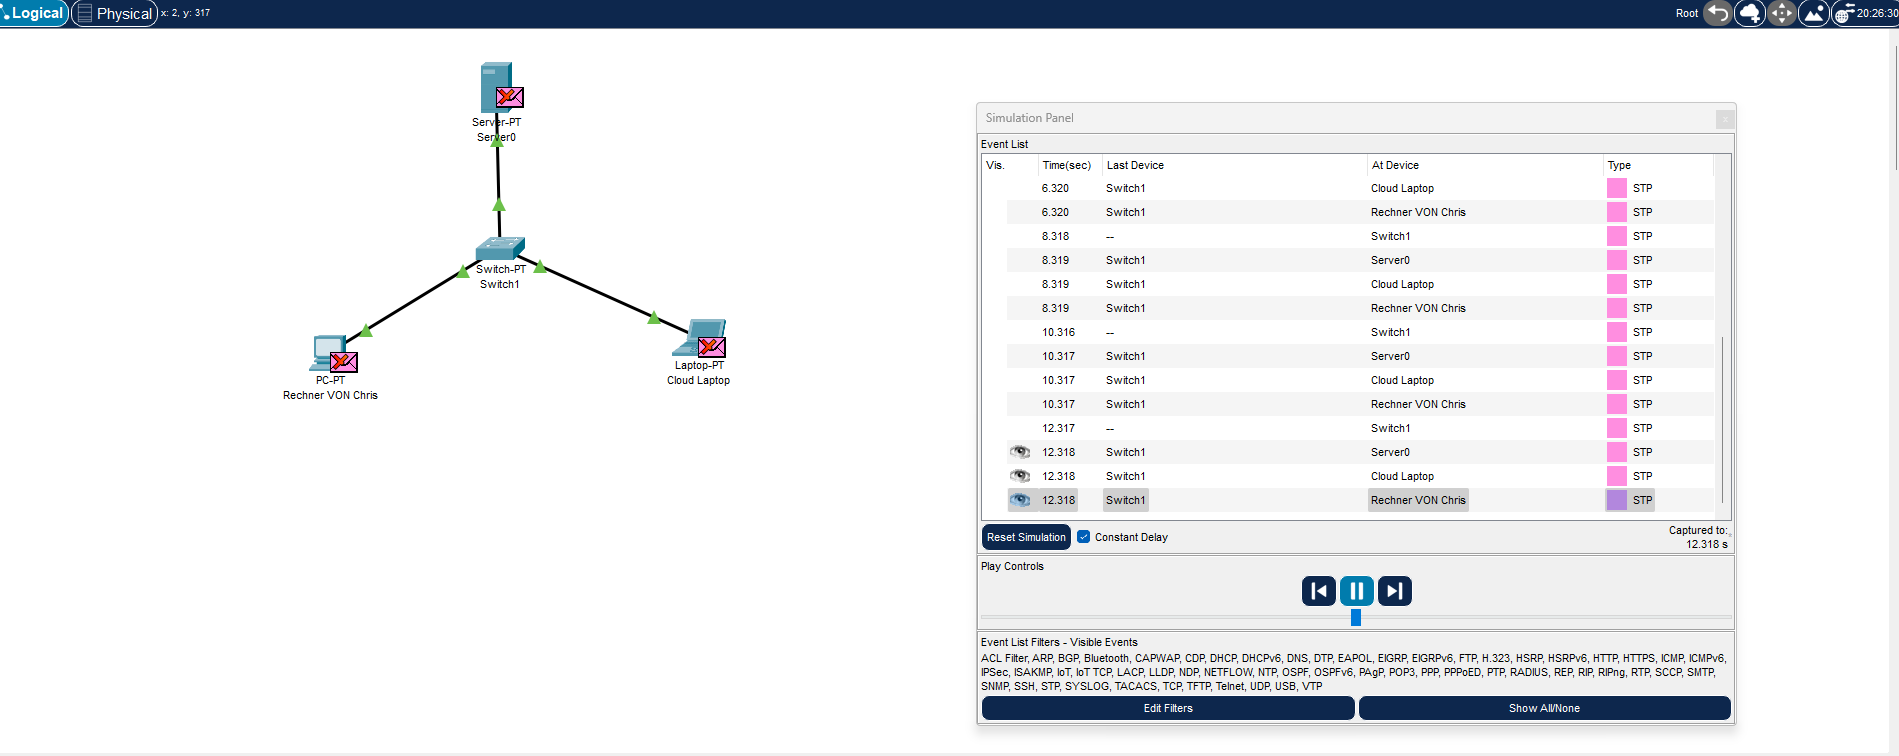 Logical Physical x: 2, y: 317 Root 20:26:30
Server-PT
Server0
Switch-PT
Switch1
PC-PT
Rechner VON Chris
Laptop-PT
Cloud Laptop
Simulation Panel
Event List
Vis. Time(sec) Last Device At Device Type
6.320 Switch1 Cloud Laptop STP
6.320 Switch1 Rechner VON Chris STP
8.318 -- Switch1 STP
8.319 Switch1 Server0 STP
8.319 Switch1 Cloud Laptop STP
8.319 Switch1 Rechner VON Chris STP
10.316 -- Switch1 STP
10.317 Switch1 Server0 STP
10.317 Switch1 Cloud Laptop STP
10.317 Switch1 Rechner VON Chris STP
12.317 -- Switch1 STP
12.318 Switch1 Server0 STP
12.318 Switch1 Cloud Laptop STP
12.318 Switch1 Rechner VON Chris STP
Reset Simulation Constant Delay Captured to:
12.318 s
Play Controls
Event List Filters - Visible Events
ACL Filter, ARP, BGP, Bluetooth, CAPWAP, CDP, DHCP, DHCPv6, DNS, DTP, EAPOL, EIGRP, EIGRPv6, FTP, H.323, HSRP, HSRPv6, HTTP, HTTPS, ICMP, ICMPv6,
IPSec, ISAKMP, IoT, IoT TCP, LACP, LLDP, NDP, NETFLOW, NTP, OSPF, OSPFv6, PAgP, POP3, PPP, PPPoED, PTP, RADIUS, REP, RIP, RIPng, RTP, SCCP, SMTP,
SNMP, SSH, STP, SYSLOG, TACACS, TCP, TFTP, Telnet, UDP, USB, VTP
Edit Filters Show All/None